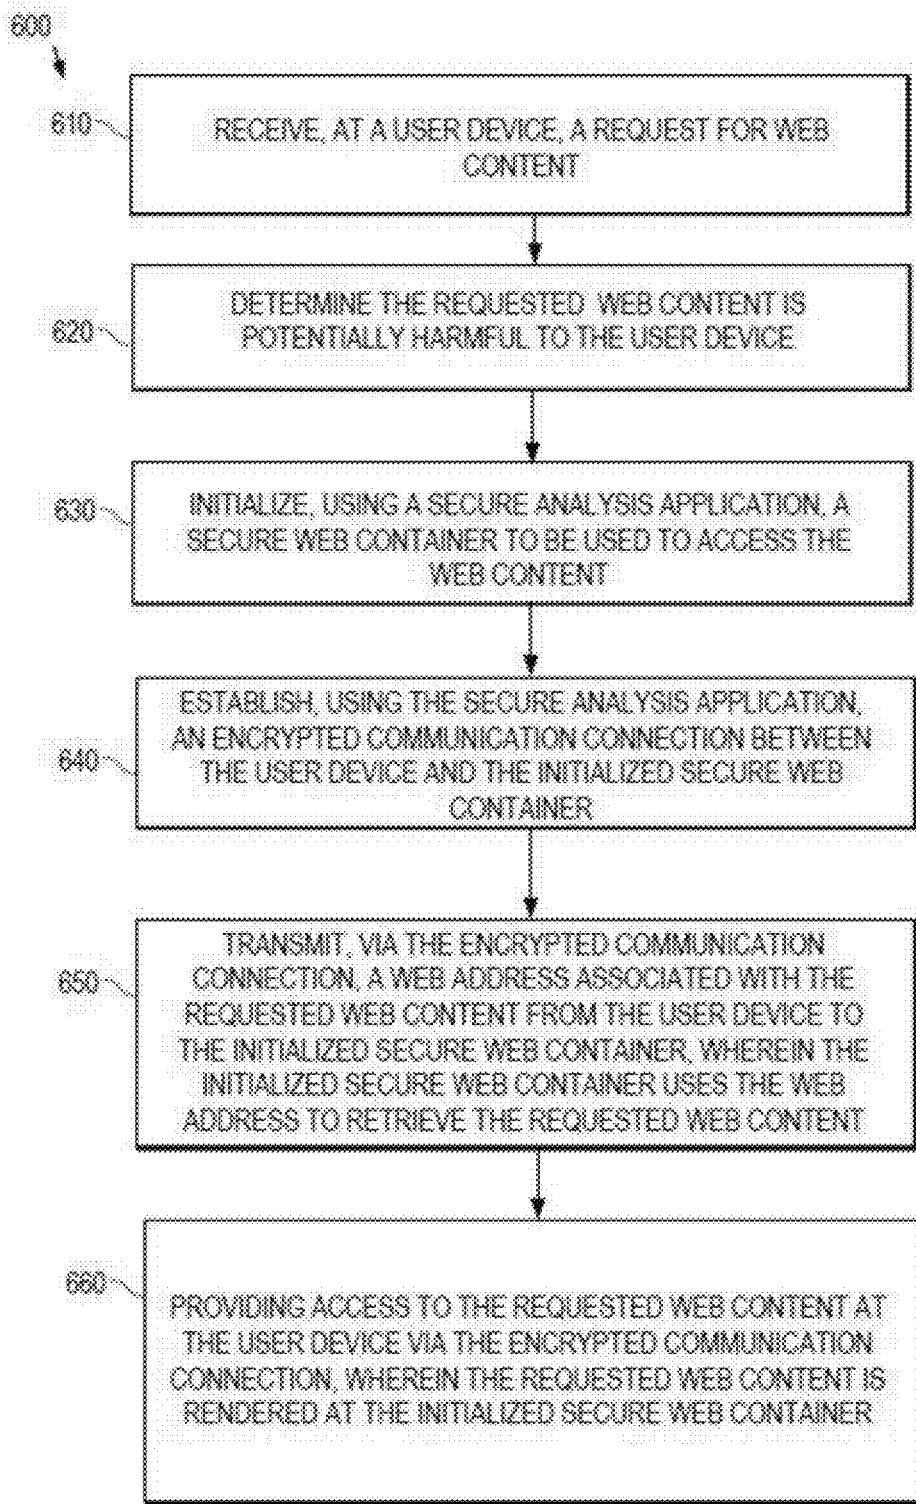 600
610
RECEIVE, AT A USER DEVICE, A REQUEST FOR WEB
CONTENT
620
DETERMINE THE REQUESTED WEB CONTENT IS
POTENTIALLY HARMFUL TO THE USER DEVICE
630
INITIALIZE, USING A SECURE ANALYSIS APPLICATION, A
SECURE WEB CONTAINER TO BE USED TO ACCESS THE
WEB CONTENT
640
ESTABLISH, USING THE SECURE ANALYSIS APPLICATION,
AN ENCRYPTED COMMUNICATION CONNECTION BETWEEN
THE USER DEVICE AND THE INITIALIZED SECURE WEB
CONTAINER
650
TRANSMIT, VIA THE ENCRYPTED COMMUNICATION
CONNECTION, A WEB ADDRESS ASSOCIATED WITH THE
REQUESTED WEB CONTENT FROM THE USER DEVICE TO
THE INITIALIZED SECURE WEB CONTAINER, WHEREIN THE
INITIALIZED SECURE WEB CONTAINER USES THE WEB
ADDRESS TO RETRIEVE THE REQUESTED WEB CONTENT
660
PROVIDING ACCESS TO THE REQUESTED WEB CONTENT AT
THE USER DEVICE VIA THE ENCRYPTED COMMUNICATION
CONNECTION, WHEREIN THE REQUESTED WEB CONTENT IS
RENDERED AT THE INITIALIZED SECURE WEB CONTAINER